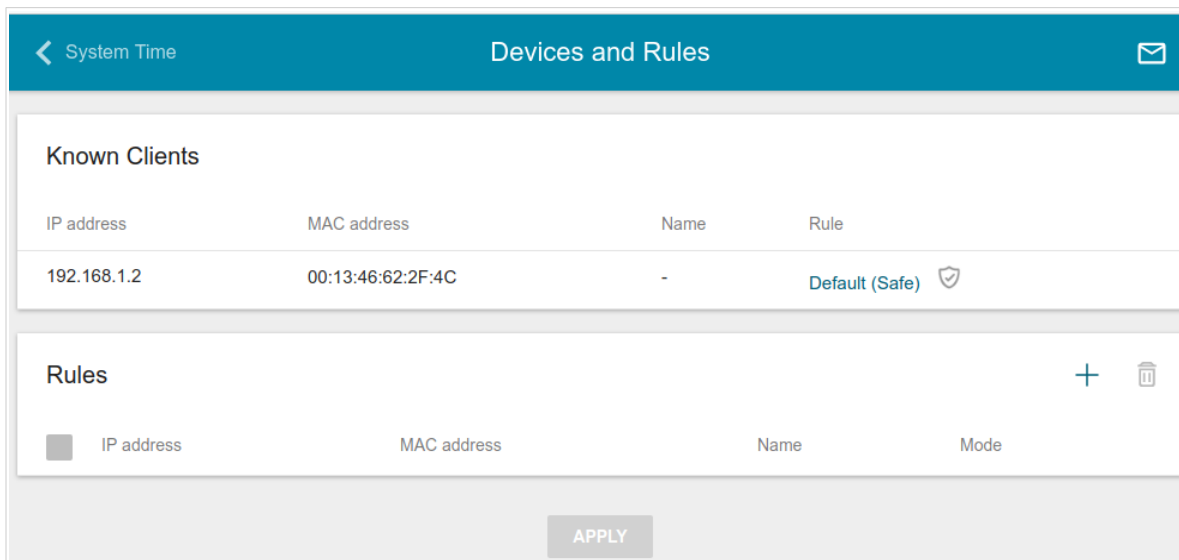 System Time Devices and Rules
Known Clients
IP address MAC address Name Rule
192.168.1.2 00:13:46:62:2F:4C - Default (Safe)
Rules
IP address MAC address Name Mode
APPLY